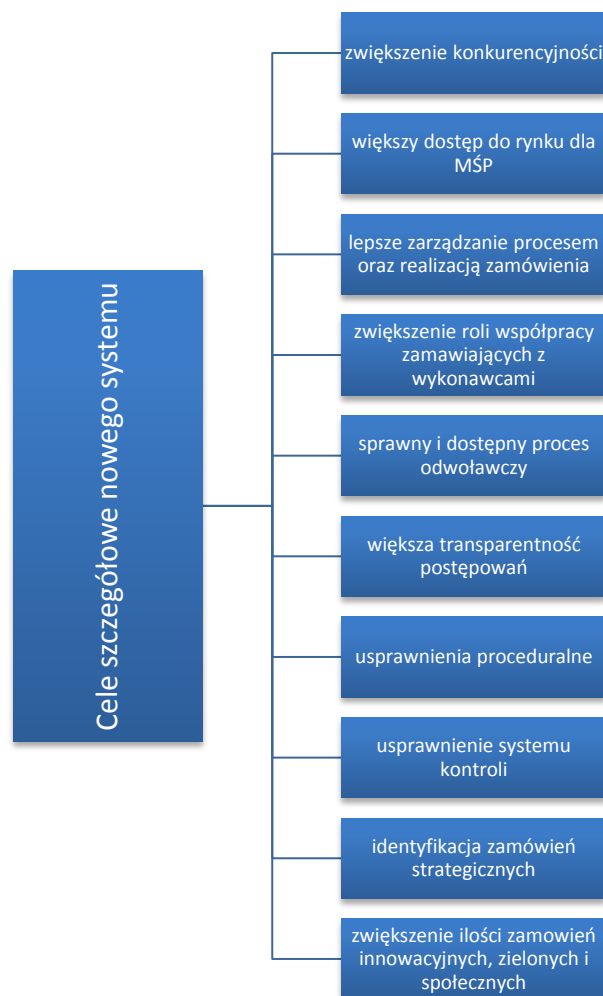 Cele szczegółowe nowego systemu
zwiększenie konkurencyjności
większy dostęp do rynku dla
MŚP
lepsze zarządzanie procesem
oraz realizacją zamówienia
zwiększenie roli współpracy
zamawiających z
wykonawcami
sprawny i dostępny proces
odwoławczy
większa transparentność
postępowań
usprawnienia proceduralne
usprawnienie systemu
kontroli
identyfikacja zamówień
strategicznych
zwiększenie ilości zamowień
innowacyjnych, zielonych i
społecznych